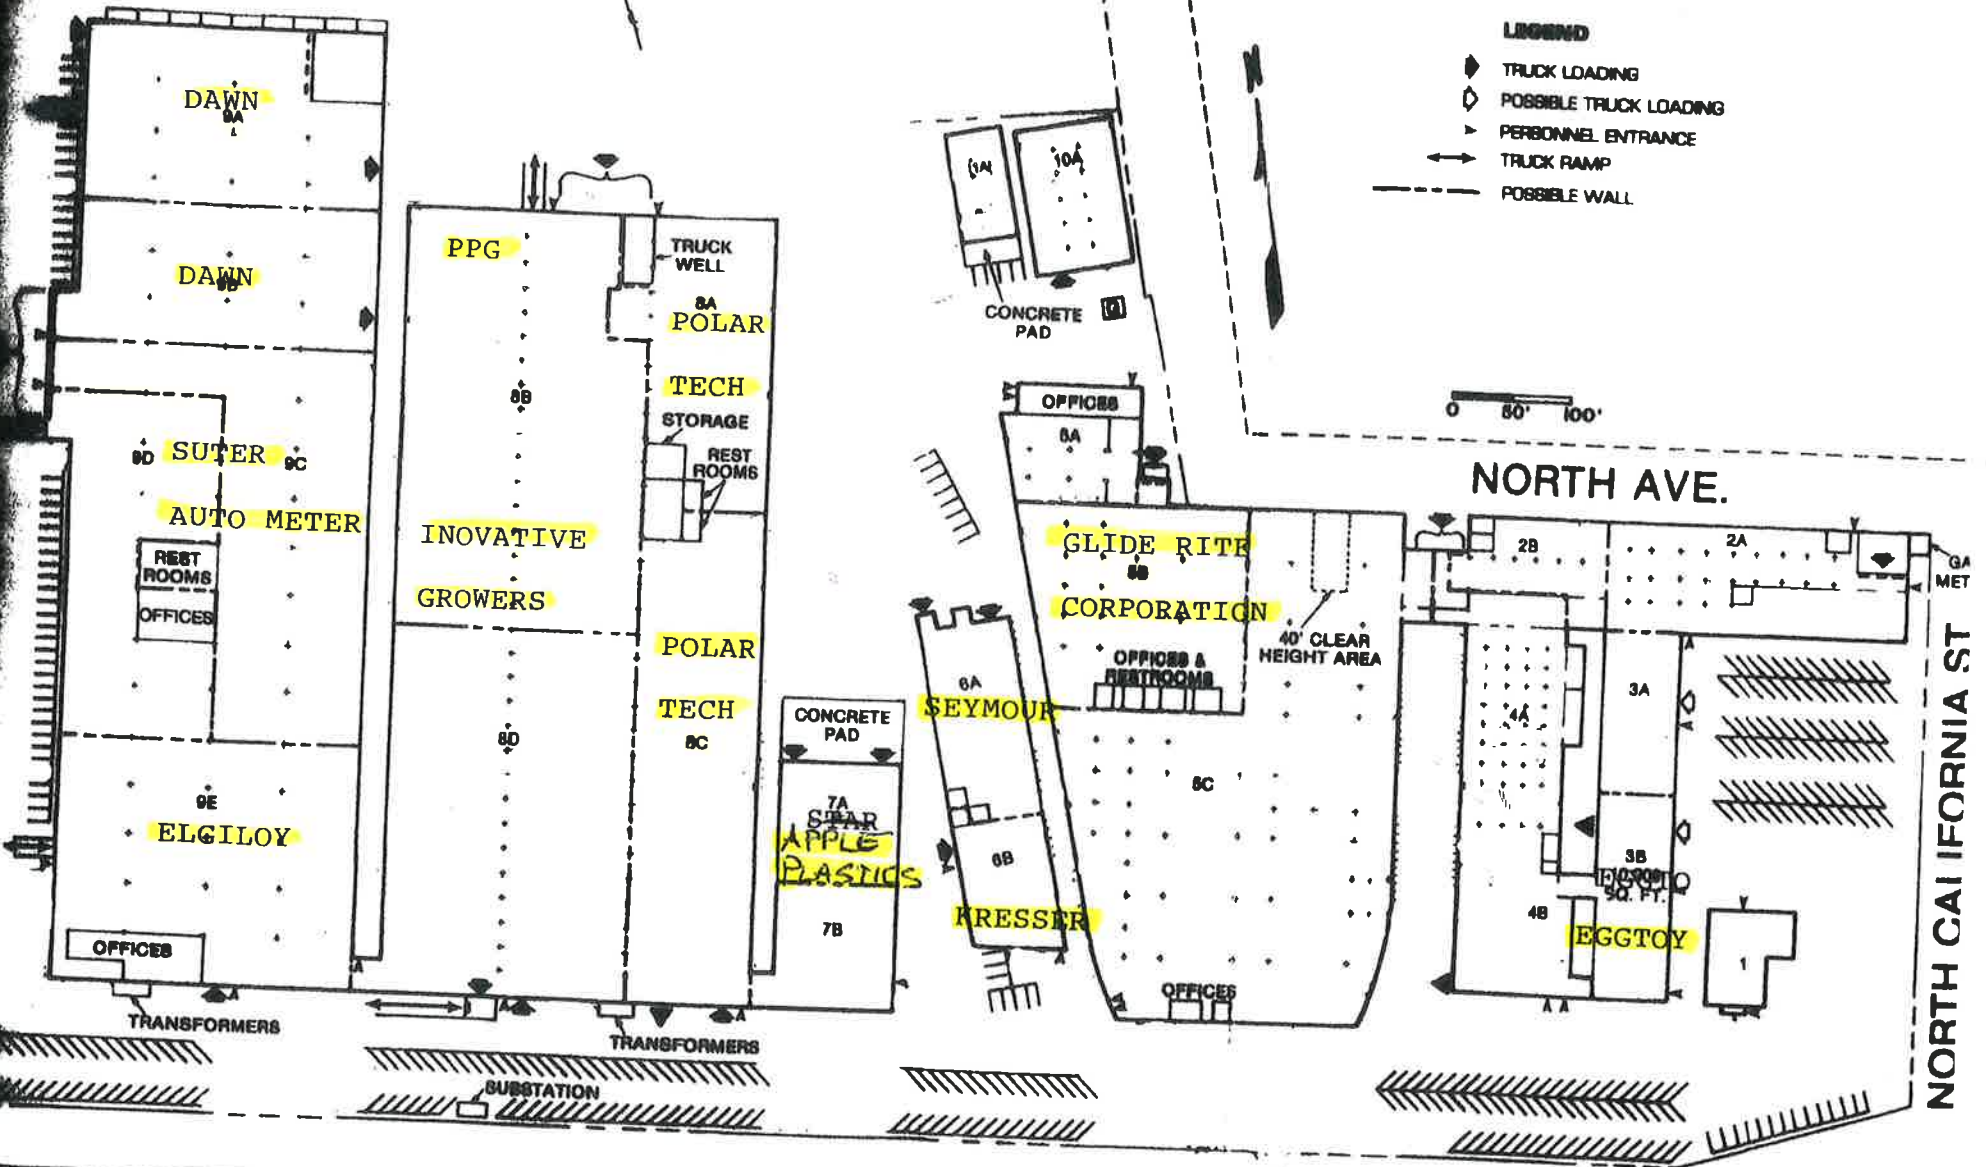 LEGEND
TRUCK LOADING
POSSIBLE TRUCK LOADING
PERSONNEL ENTRANCE
TRUCK RAMP
POSSIBLE WALL
N
0 50' 100'
NORTH AVE.
NORTH CALIFORNIA ST
DAWN
9A
DAWN
SUTER
9D
9C
AUTO METER
REST
ROOMS
OFFICES
9E
ELGILOY
OFFICES
TRANSFORMERS
PPG
TRUCK
WELL
8A
POLAR
TECH
8B
STORAGE
REST
ROOMS
INOVATIVE
GROWERS
POLAR
TECH
8C
8D
TRANSFORMERS
SUBSTATION
CONCRETE
PAD
7A
STAR
APPLE
PLASTICS
7B
10A
CONCRETE
PAD
OFFICES
5A
GLIDE RITE
5B
CORPORATION
40' CLEAR
HEIGHT AREA
OFFICES &
RESTROOMS
6A
SEYMOUR
6B
KRESSER
5C
OFFICES
2B
2A
GA
MET
3A
4A
3B
SQ. FT.
4B
EGGTOY
1